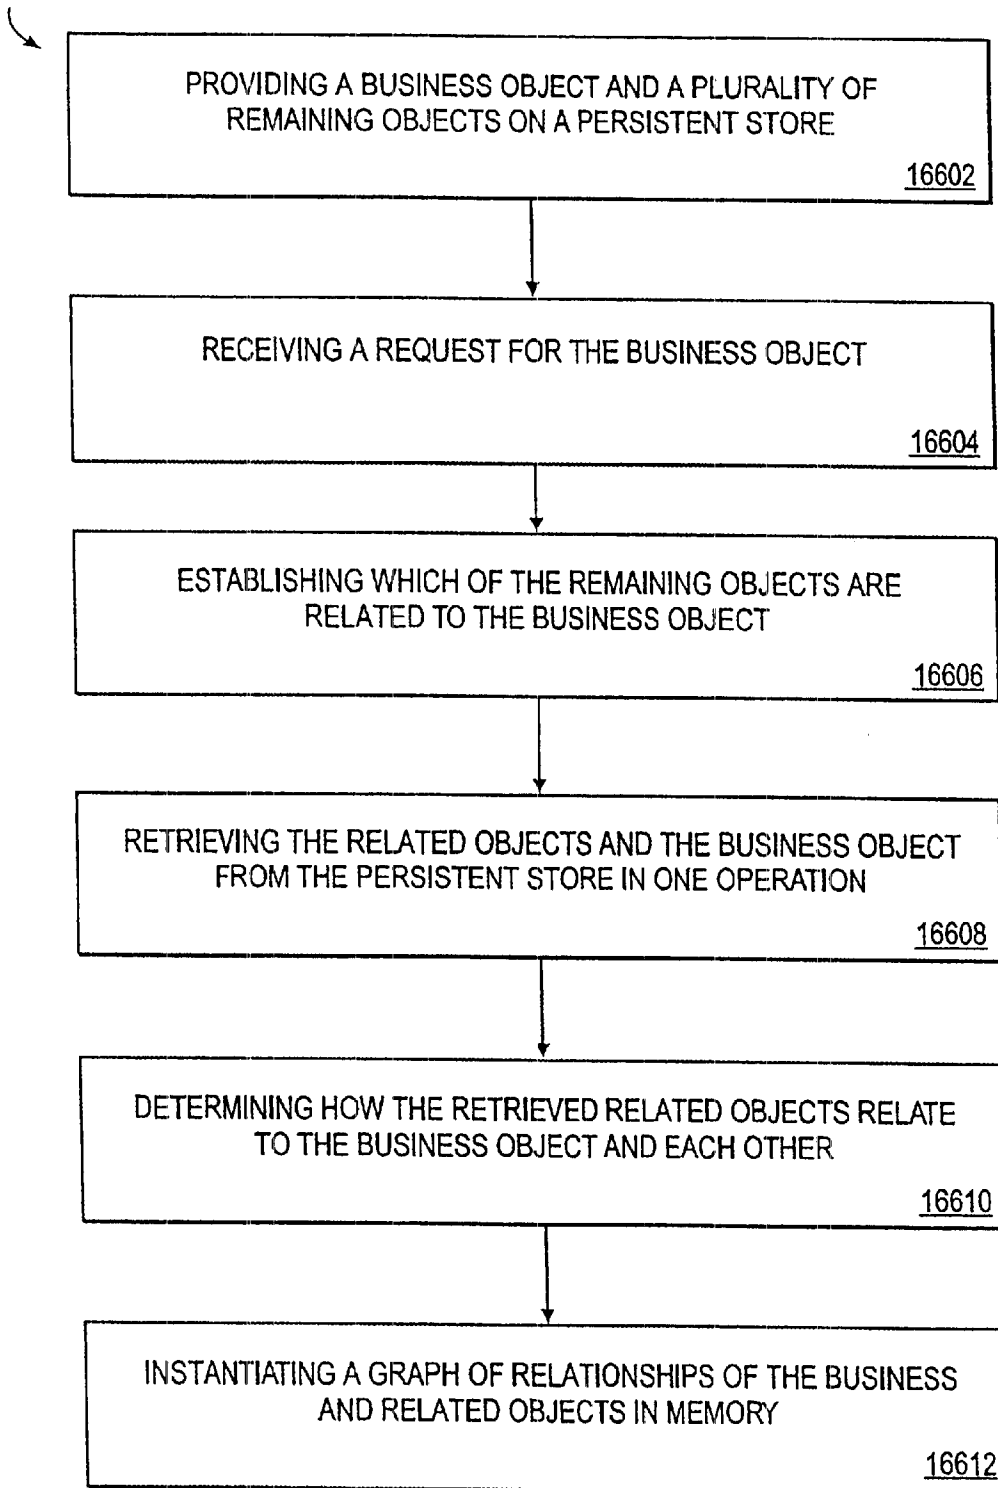 PROVIDING A BUSINESS OBJECT AND A PLURALITY OF
REMAINING OBJECTS ON A PERSISTENT STORE
16602
RECEIVING A REQUEST FOR THE BUSINESS OBJECT
16604
ESTABLISHING WHICH OF THE REMAINING OBJECTS ARE
RELATED TO THE BUSINESS OBJECT
16606
RETRIEVING THE RELATED OBJECTS AND THE BUSINESS OBJECT
FROM THE PERSISTENT STORE IN ONE OPERATION
16608
DETERMINING HOW THE RETRIEVED RELATED OBJECTS RELATE
TO THE BUSINESS OBJECT AND EACH OTHER
16610
INSTANTIATING A GRAPH OF RELATIONSHIPS OF THE BUSINESS
AND RELATED OBJECTS IN MEMORY
16612